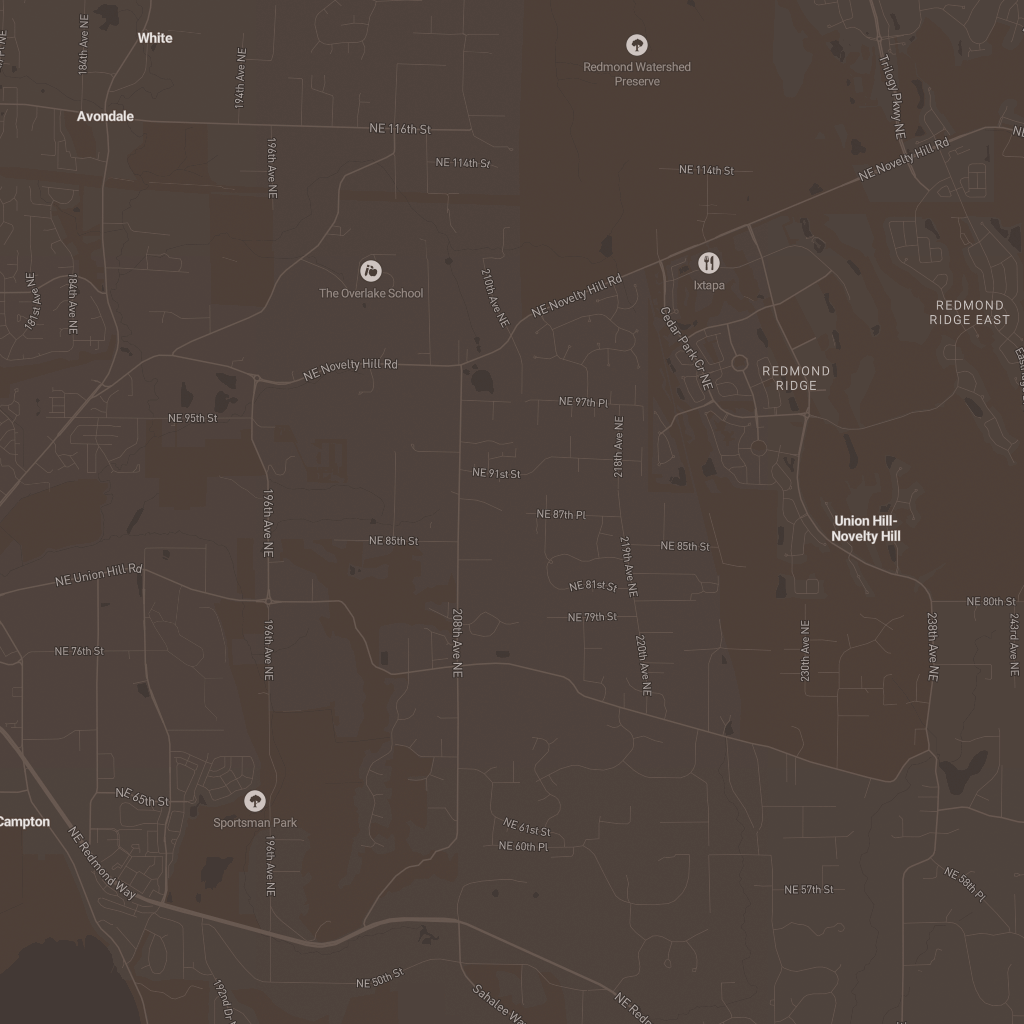 White
184th Ave NE
194th Ave NE
Redmond Watershed
Preserve
Trilogy Pkwy NE
Avondale
NE 116th St
196th Ave NE
NE 114th St
NE 114th St
NE Novelty Hill Rd
The Overlake School
210th Ave NE
NE Novelty Hill Rd
Ixtapa
181st Ave NE
184th Ave NE
REDMOND
RIDGE EAST
Cedar Park Cr NE
NE Novelty Hill Rd
REDMOND
RIDGE
NE 95th St
NE 97th Pl
218th Ave NE
NE 91st St
196th Ave NE
NE 87th Pl
Union Hill-
Novelty Hill
NE 85th St
219th Ave NE
NE 85th St
NE Union Hill Rd
NE 81st St
NE 80th St
208th Ave NE
NE 79th St
196th Ave NE
230th Ave NE
238th Ave NE
243rd Ave NE
NE 76th St
220th Ave NE
NE 65th St
Sportsman Park
Campton
NE 61st St
NE 60th Pl
NE Redmond Way
196th Ave NE
NE 57th St
NE 58th Pl
NE 50th St
192nd Dr
Sahalee Wa
NE Redn